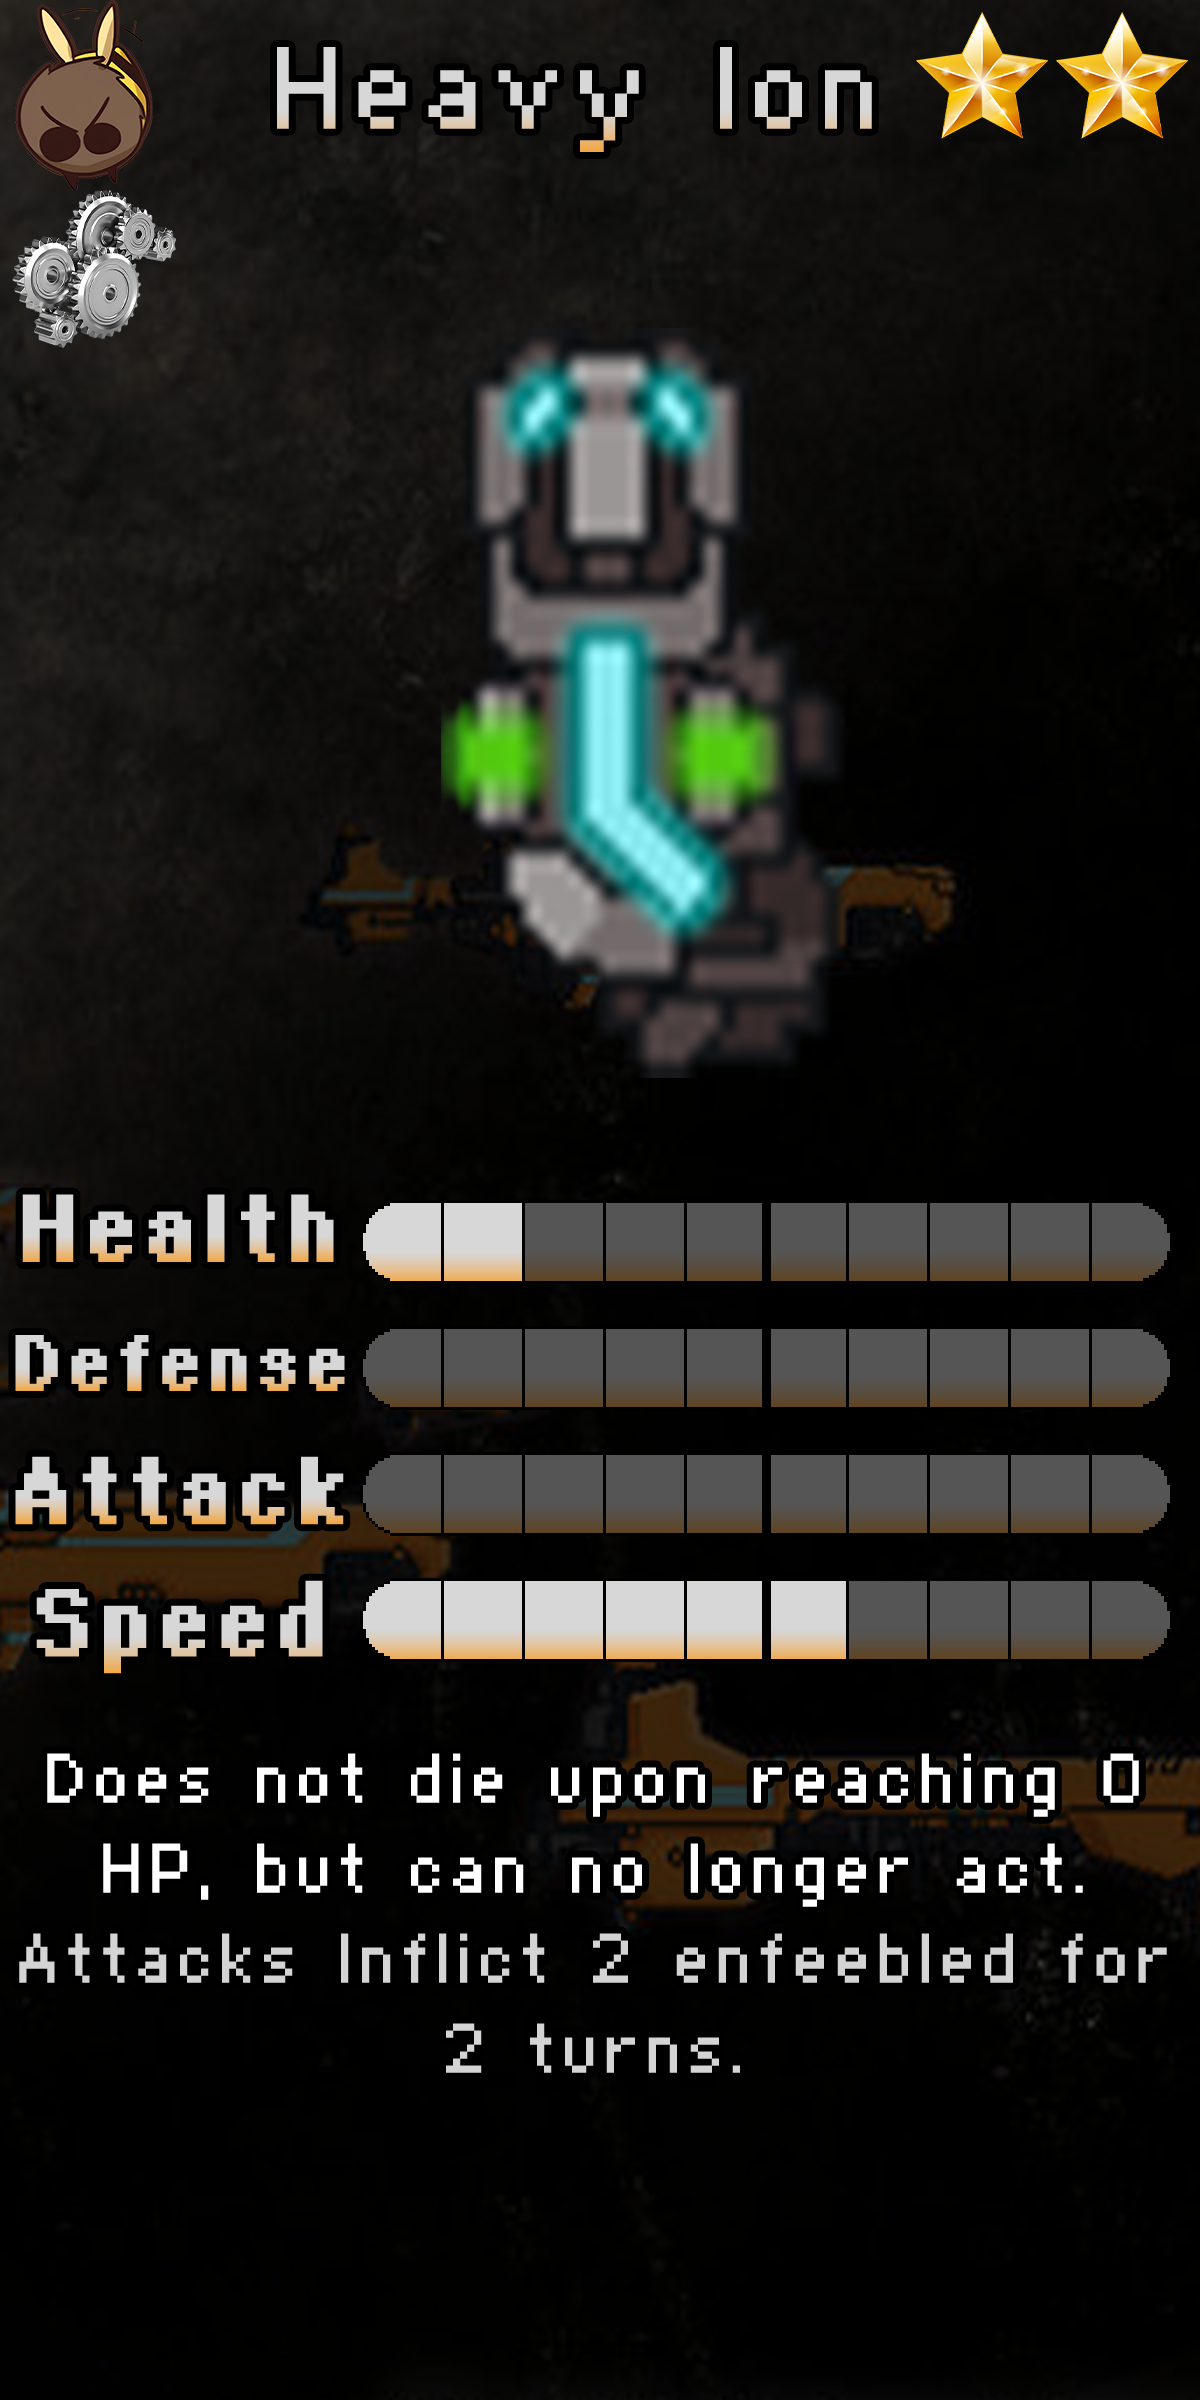 Heavy Ion
Health
Defense
Attack
Speed
Does not die upon reaching 0
HP, but can no longer act.
Attacks Inflict 2 enfeebled for
2 turns.